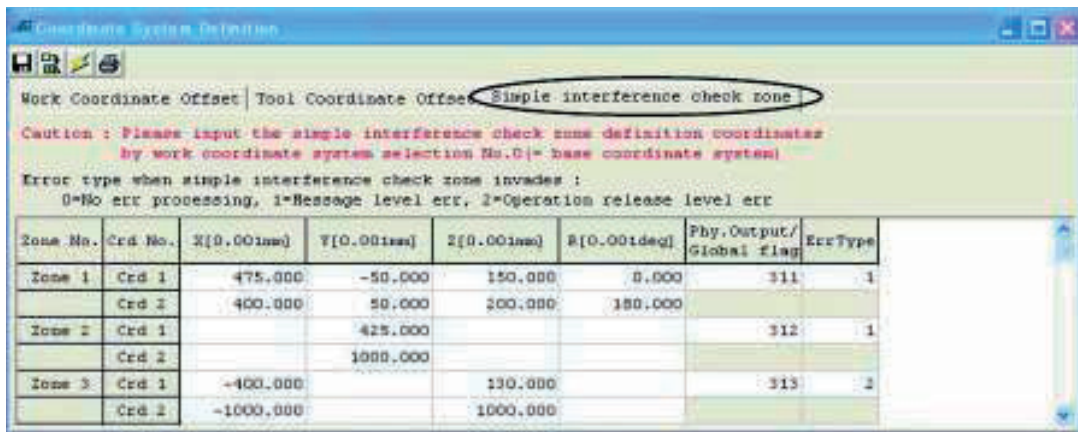 Coordinate System Definition
Work Coordinate Offset Tool Coordinate Offset Simple interference check zone
Caution : Please input the simple interference check zone definition coordinates
by work coordinate system selection No.0(= base coordinate system)
Error type when simple interference check zone invades :
0=No err processing, 1=Message level err, 2=Operation release level err
Zone No. Crd No. X[0.001mm] Y[0.001mm] Z[0.001mm] R[0.001deg] Phy.Output/ Global flag ErrType
Zone 1 Crd 1 475.000 -50.000 150.000 0.000 311 1
Crd 2 400.000 50.000 200.000 180.000
Zone 2 Crd 1 425.000 312 1
Crd 2 1000.000
Zone 3 Crd 1 -400.000 130.000 313 2
Crd 2 -1000.000 1000.000